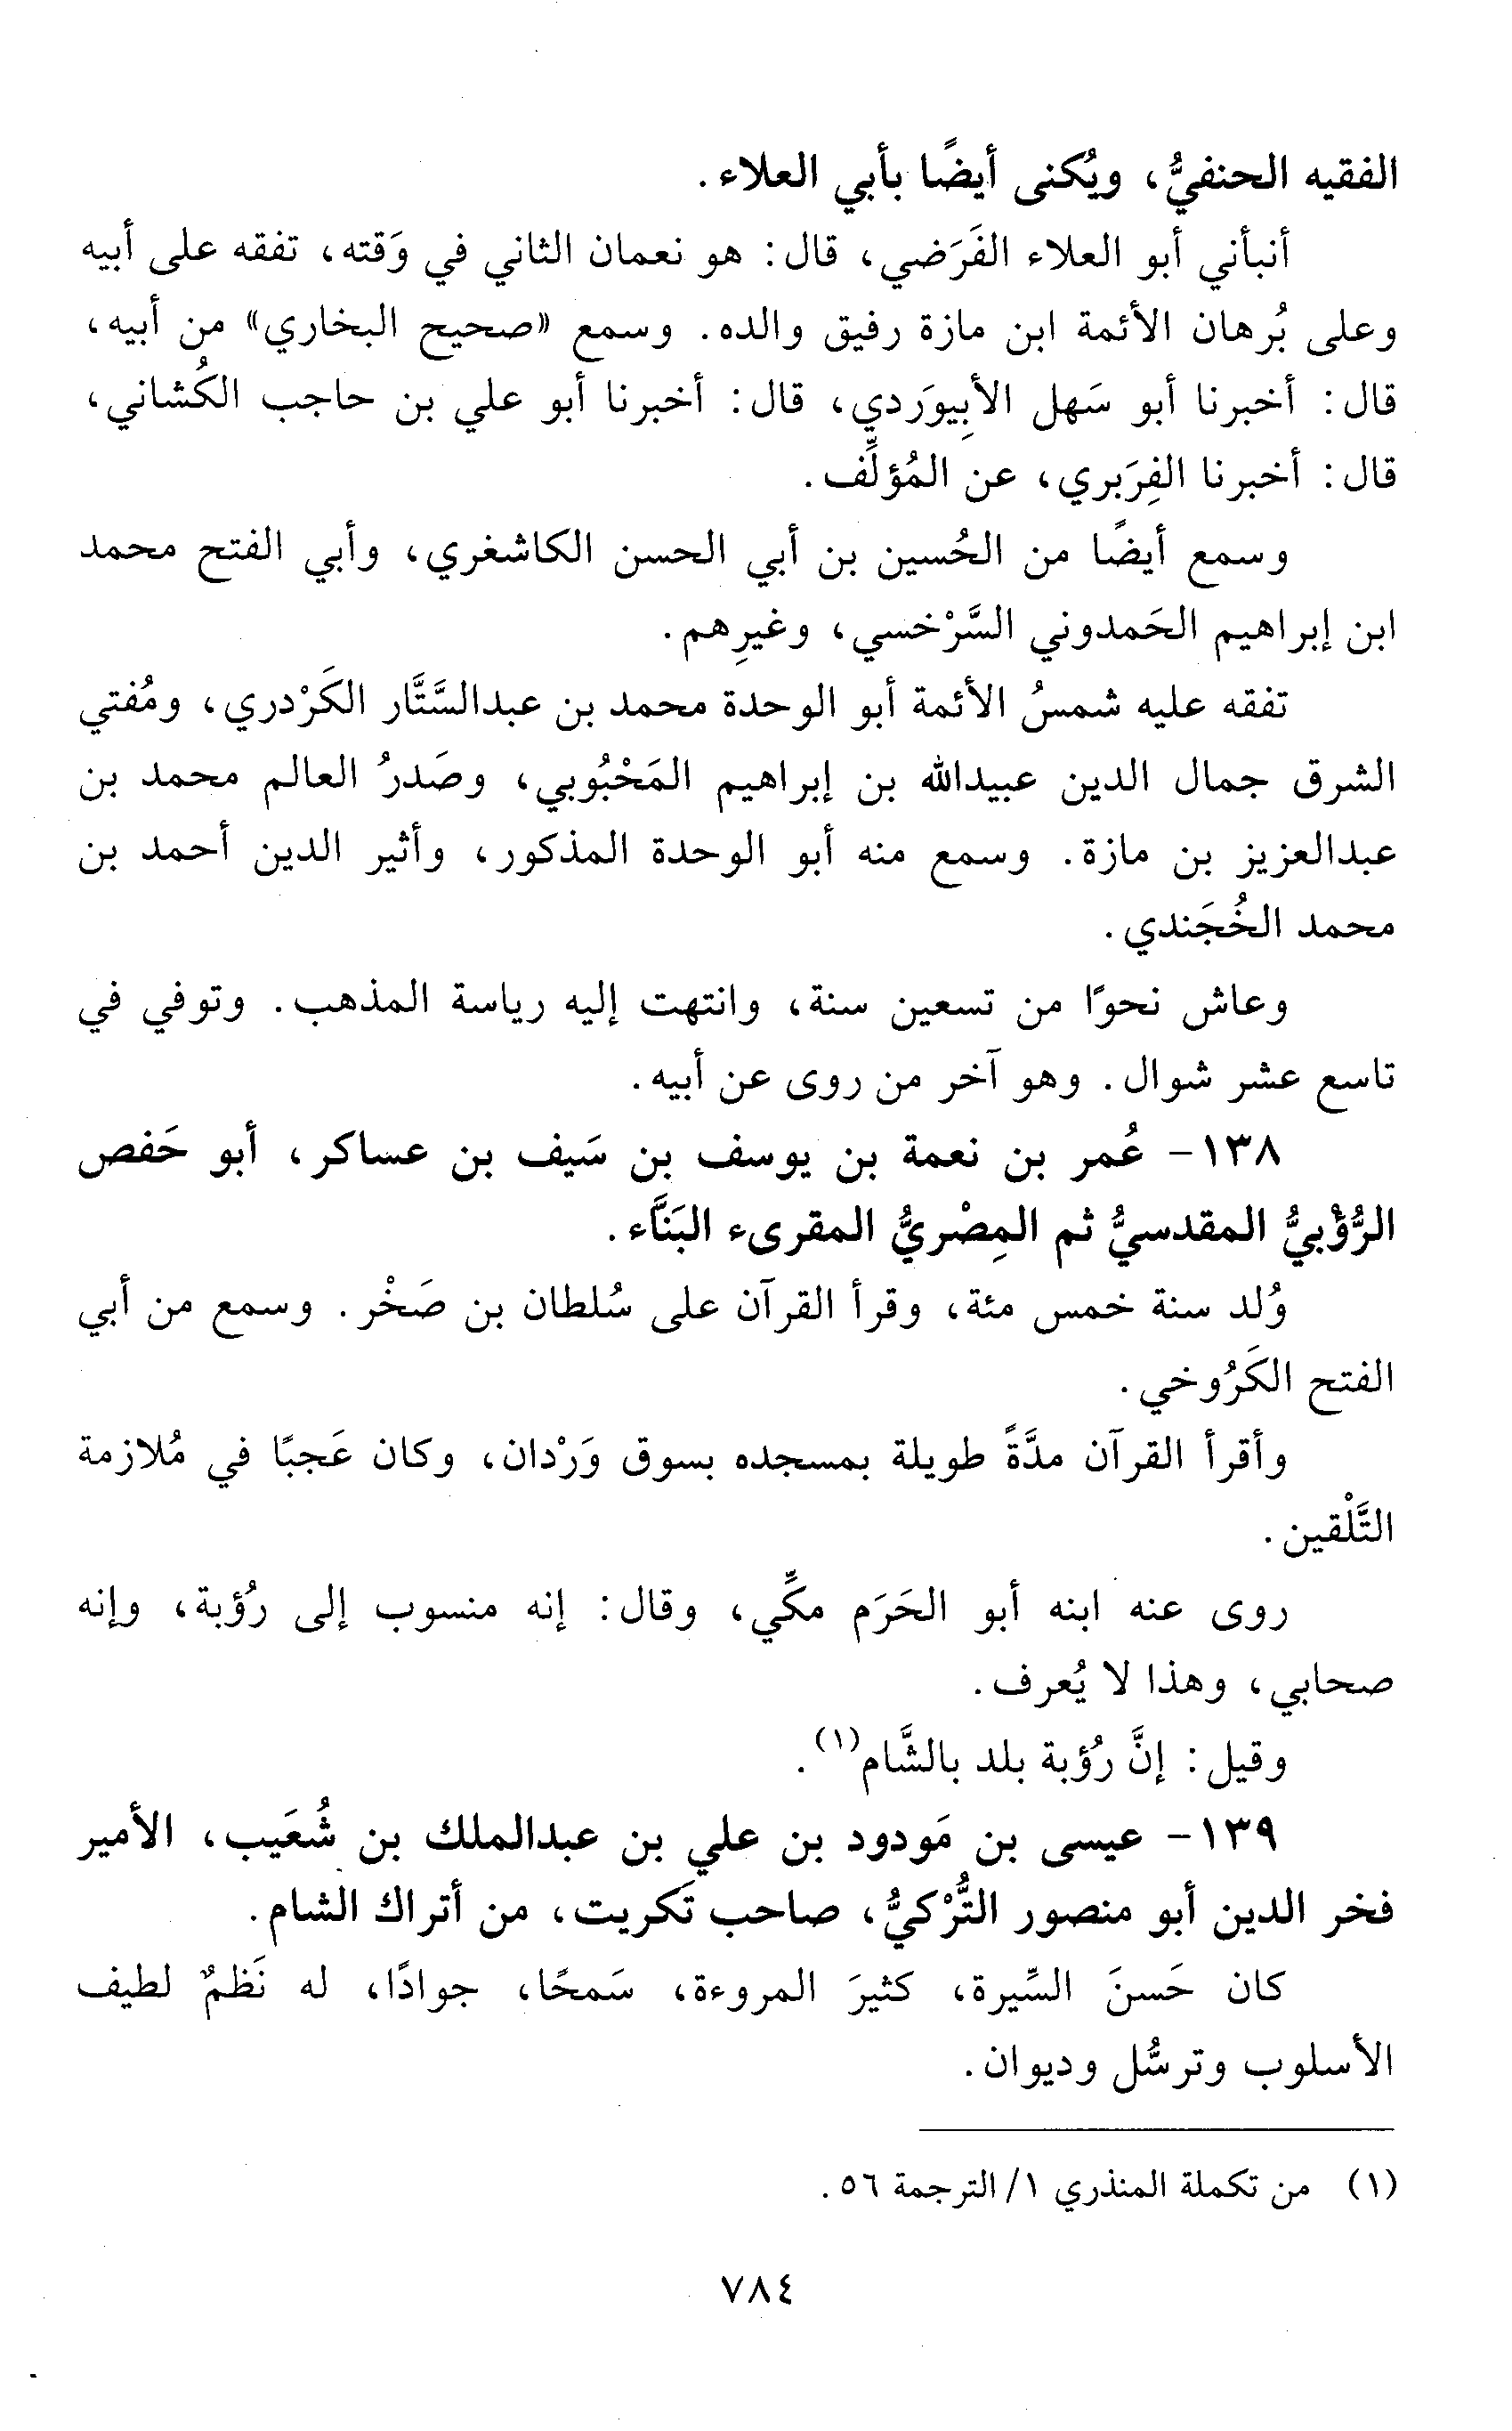 الفقيه الحنفيُّ، ويُكنى أيضًا بأبي العلاء.
أنبأني أبو العلاء الفَرَضي، قال: هو نعمان الثاني في وَقته، تفقه على أبيه
وعلى بُرهان الأئمة ابن مازة رفيق والده. وسمع «صحيح البخاري» من أبيه،
قال: أخبرنا أبو سَهل الأبِيوَردي، قال: أخبرنا أبو علي بن حاجب الكُشاني،
قال: أخبرنا الفِرَبري، عن المُؤلِّف.
وسمع أيضًا من الحُسين بن أبي الحسن الكاشغري، وأبي الفتح محمد
ابن إبراهيم الحَمدوني السَّرْخسي، وغيرِهم.
تفقه عليه شمسُ الأئمة أبو الوحدة محمد بن عبدالسَّتَّار الكَرْدري، ومُفتي
الشرق جمال الدين عبيدالله بن إبراهيم المَحْبُوبي، وصَدرُ العالم محمد بن
عبدالعزيز بن مازة. وسمع منه أبو الوحدة المذكور، وأثير الدين أحمد بن
محمد الخُجَندي.
وعاش نحوًا من تسعين سنة، وانتهت إليه رياسة المذهب. وتوفي في
تاسع عشر شوال. وهو آخر من روى عن أبيه.
١٣٨- عُمر بن نعمة بن يوسف بن سَيف بن عساكر، أبو حَفص
الرُّؤْبيُّ المقدسيُّ ثم المِصْريُّ المقرىء البَنَّاء.
وُلد سنة خمس مئة، وقرأ القرآن على سُلطان بن صَخْر. وسمع من أبي
الفتح الكَرُوخي.
وأقرأ القرآن مدَّةً طويلة بمسجده بسوق وَرْدان، وكان عَجبًا في مُلازمة
التَّلْقين.
روى عنه ابنه أبو الحَرَم مكِّي، وقال: إنه منسوب إلى رُؤبة، وإنه
صحابي، وهذا لا يُعرف.
وقيل: إنَّ رُؤبة بلد بالشَّام(١).
١٣٩- عيسى بن مَودود بن علي بن عبدالملك بن شُعَيب، الأمير
فخر الدين أبو منصور التُّرْكيُّ، صاحب تَكريت، من أتراك الشام.
كان حَسنَ السِّيرة، كثيرَ المروءة، سَمحًا، جوادًا، له نَظمٌ لطيف
الأسلوب وترسُّل وديوان.
(١) من تكملة المنذري ١/ الترجمة ٥٦.
٧٨٤